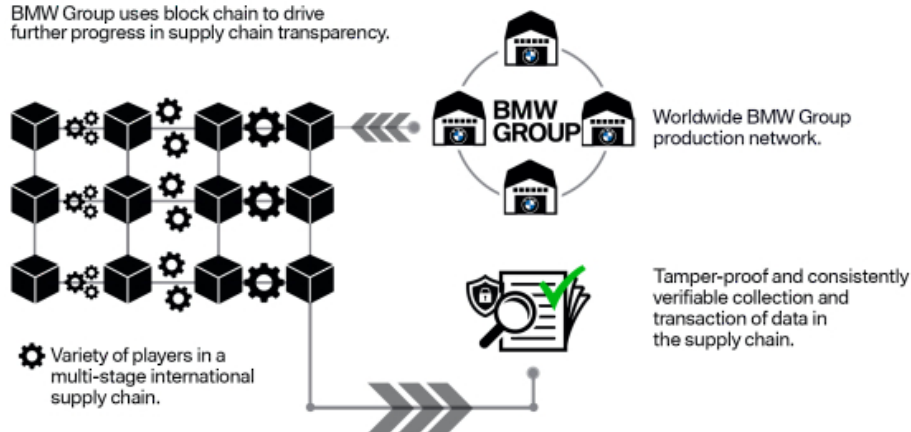 BMW Group uses block chain to drive
further progress in supply chain transparency.
BMW
GROUP
Worldwide BMW Group
production network.
Tamper-proof and consistently
verifiable collection and
transaction of data in
the supply chain.
Variety of players in a
multi-stage international
supply chain.